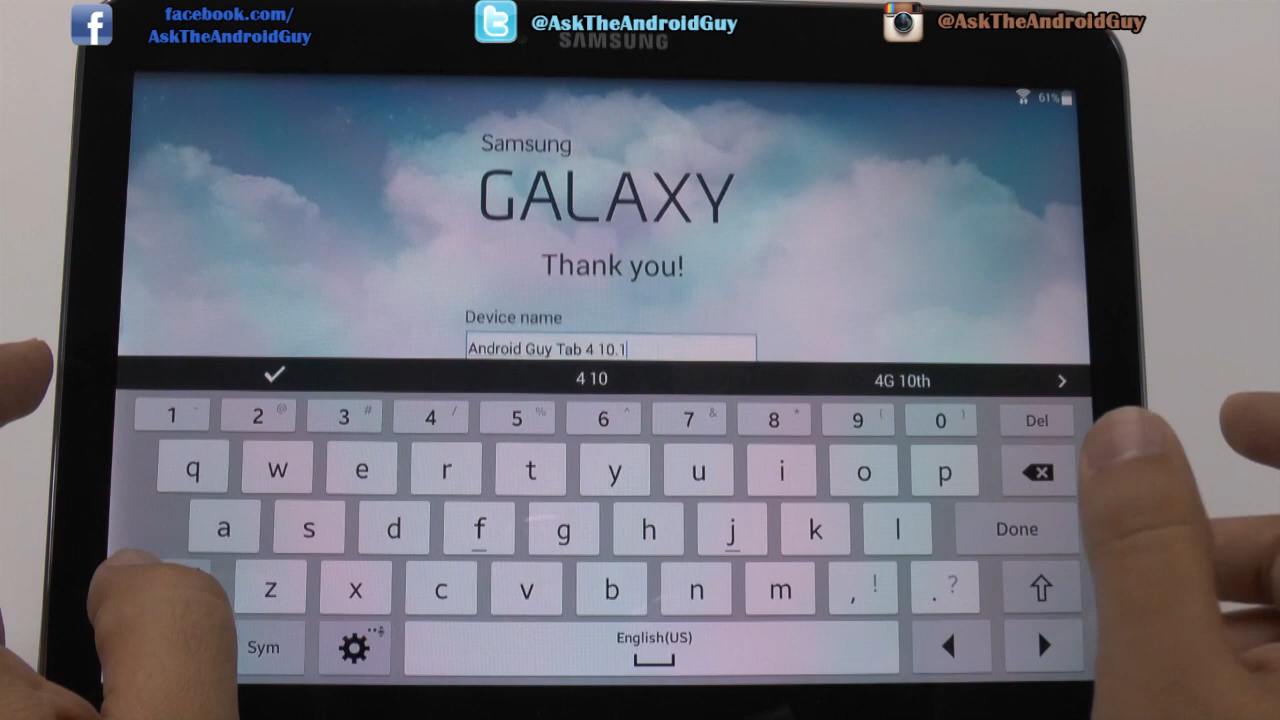 facebook.com/
AskTheAndroidGuy
@AskTheAndroidGuy
@AskTheAndroidGuy
SAMSUNG
61%
Samsung
GALAXY
Thank you!
Device name
Android Guy Tab 4 10.1
4 10
4G 10th
1 - 2 @ 3 # 4 / 5 % 6 ^ 7 & 8 * 9 ( 0 ) Del
q w e r t y u i o p
a s d f g h j k l Done
z x c v b n m , ! . ?
Sym English(US)